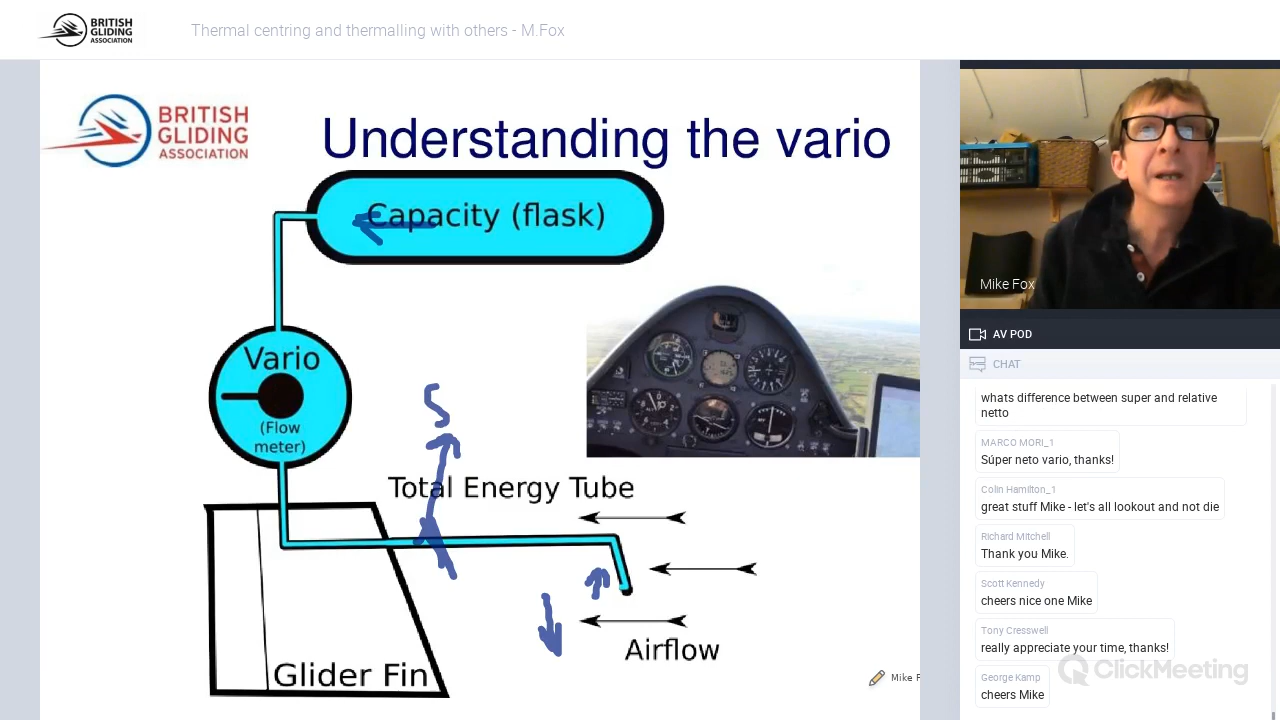 BRITISH
GLIDING
ASSOCIATION
Thermal centring and thermalling with others - M.Fox
BRITISH
GLIDING
ASSOCIATION
Understanding the vario
Capacity (flask)
Vario
(Flow
meter)
S
Total Energy Tube
Airflow
Glider Fin
Mike F
Mike Fox
AV POD
CHAT
whats difference between super and relative
netto
MARCO MORI_1
Súper neto vario, thanks!
Colin Hamilton_1
great stuff Mike - let's all lookout and not die
Richard Mitchell
Thank you Mike.
Scott Kennedy
cheers nice one Mike
Tony Cresswell
really appreciate your time, thanks!
George Kamp
cheers Mike
ClickMeeting